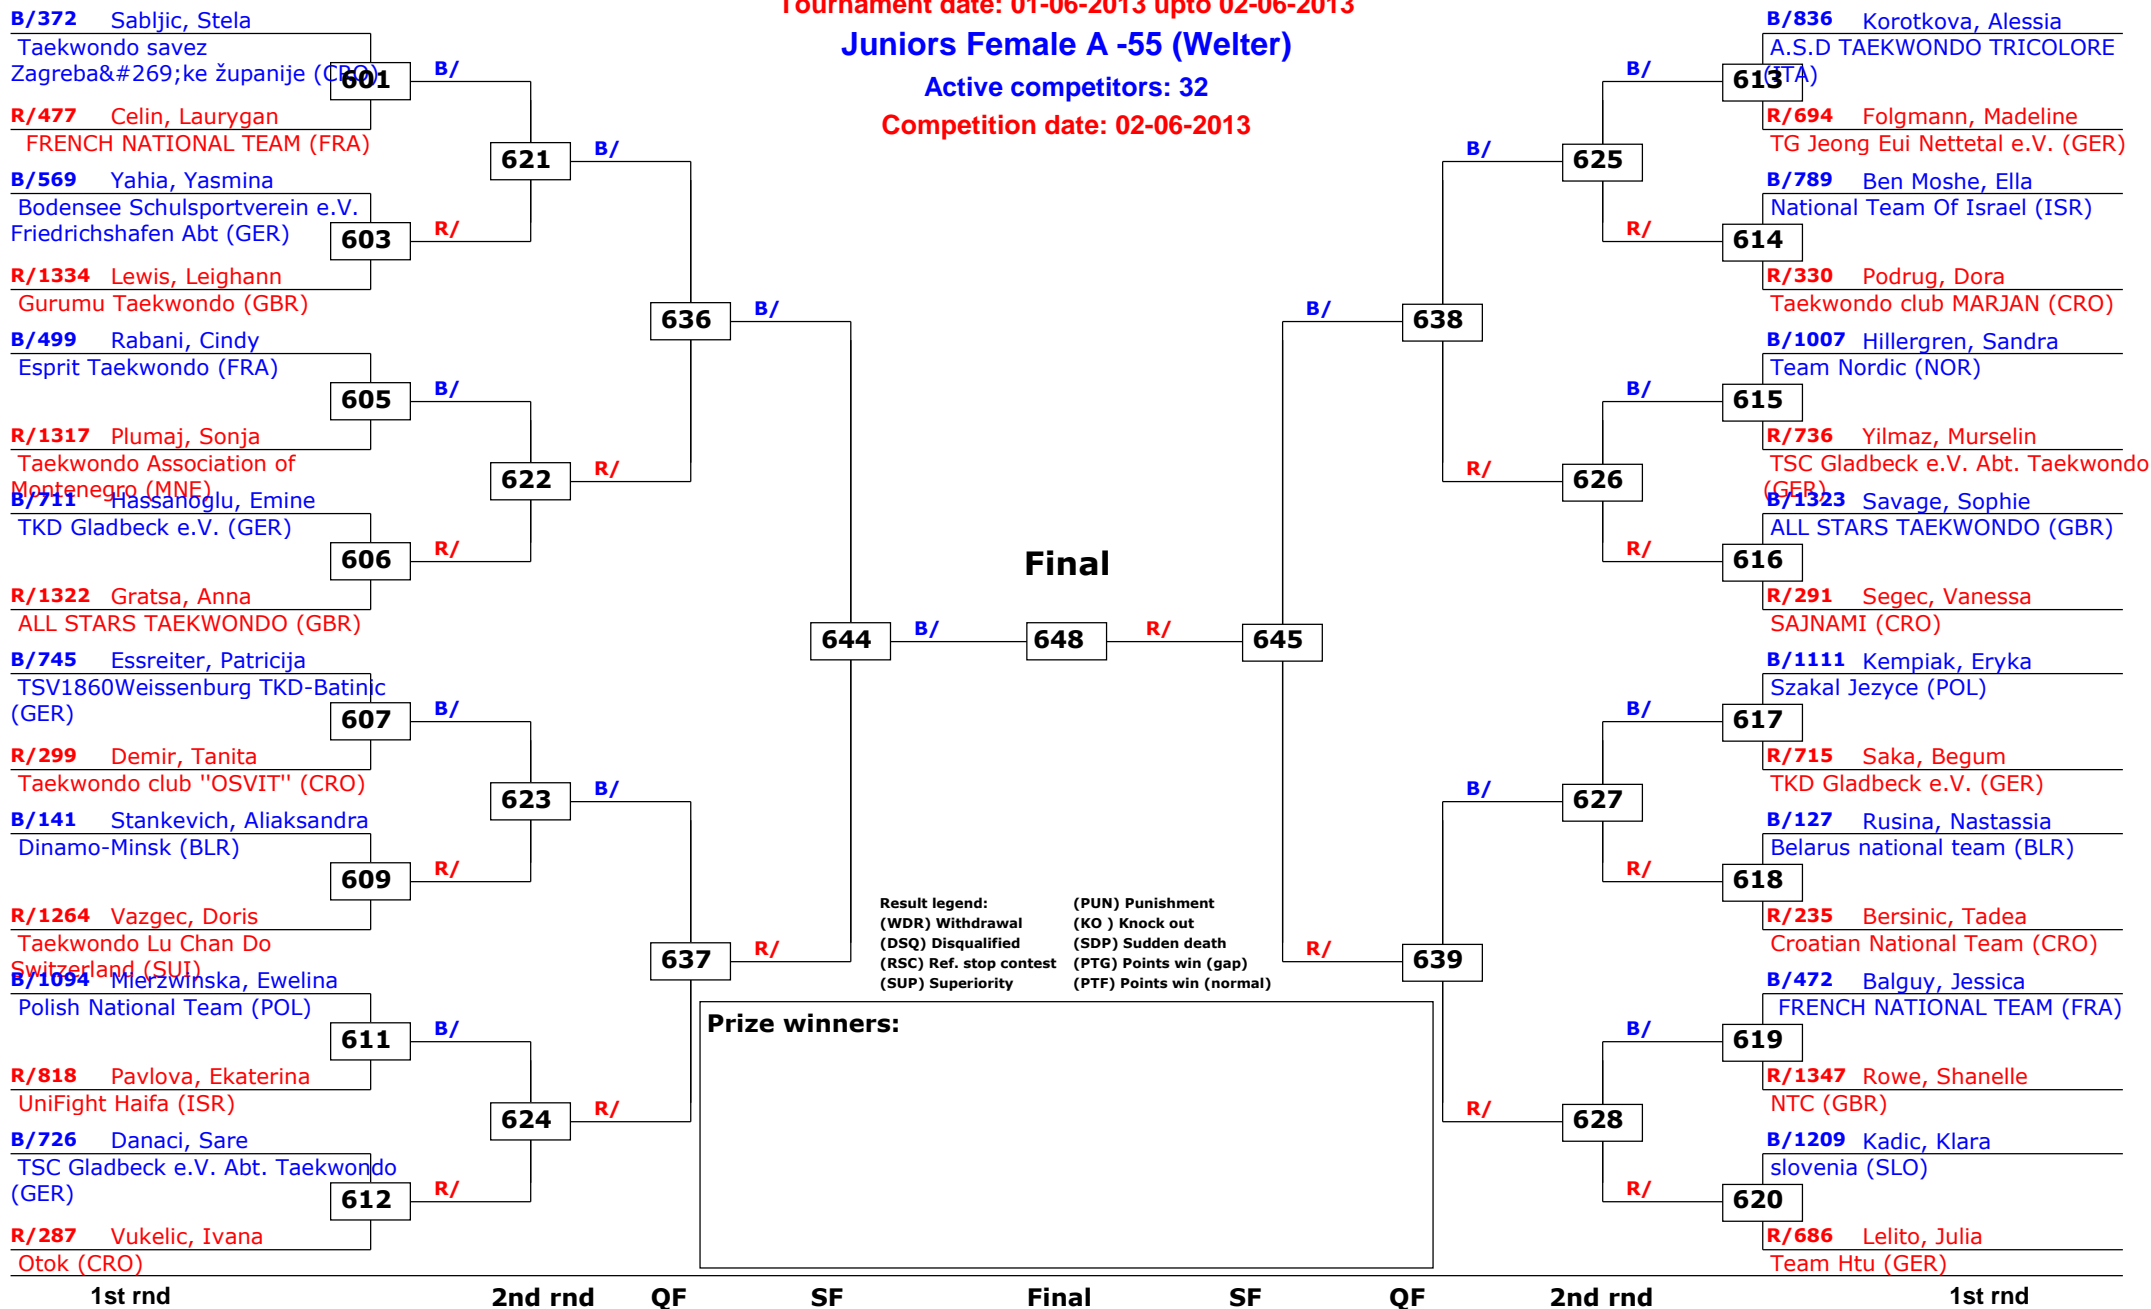 Tournament date: 01-06-2013 upto 02-06-2013
Juniors Female A -55 (Welter)
Active competitors: 32
Competition date: 02-06-2013
B/372 Sabljic, Stela
Taekwondo savez
Zagreba&#269;ke županije (CRO)
601
B/
R/477 Celin, Laurygan
FRENCH NATIONAL TEAM (FRA)
621
B/
B/569 Yahia, Yasmina
Bodensee Schulsportverein e.V.
Friedrichshafen Abt (GER)
603
R/
R/1334 Lewis, Leighann
Gurumu Taekwondo (GBR)
636
B/
B/499 Rabani, Cindy
Esprit Taekwondo (FRA)
605
B/
R/1317 Plumaj, Sonja
Taekwondo Association of
Montenegro (MNE)
622
R/
B/711 Hassanoglu, Emine
TKD Gladbeck e.V. (GER)
606
R/
R/1322 Gratsa, Anna
ALL STARS TAEKWONDO (GBR)
644
B/
B/745 Essreiter, Patricija
TSV1860Weissenburg TKD-Batinic
(GER)
607
B/
R/299 Demir, Tanita
Taekwondo club "OSVIT" (CRO)
623
B/
B/141 Stankevich, Aliaksandra
Dinamo-Minsk (BLR)
609
R/
R/1264 Vazgec, Doris
Taekwondo Lu Chan Do
Switzerland (SUI)
637
R/
B/1094 Mierzwinska, Ewelina
Polish National Team (POL)
611
B/
R/818 Pavlova, Ekaterina
UniFight Haifa (ISR)
624
R/
B/726 Danaci, Sare
TSC Gladbeck e.V. Abt. Taekwondo
(GER)
612
R/
R/287 Vukelic, Ivana
Otok (CRO)
Final
648
R/
645
B/836 Korotkova, Alessia
A.S.D TAEKWONDO TRICOLORE
(ITA)
B/
613
R/694 Folgmann, Madeline
TG Jeong Eui Nettetal e.V. (GER)
B/
625
B/789 Ben Moshe, Ella
National Team Of Israel (ISR)
R/
614
R/330 Podrug, Dora
Taekwondo club MARJAN (CRO)
B/
638
B/1007 Hillergren, Sandra
Team Nordic (NOR)
B/
615
R/736 Yilmaz, Murselin
TSC Gladbeck e.V. Abt. Taekwondo
(GER)
R/
626
B/1323 Savage, Sophie
ALL STARS TAEKWONDO (GBR)
R/
616
R/291 Segec, Vanessa
SAJNAMI (CRO)
B/1111 Kempiak, Eryka
Szakal Jezyce (POL)
B/
617
R/715 Saka, Begum
TKD Gladbeck e.V. (GER)
B/
627
B/127 Rusina, Nastassia
Belarus national team (BLR)
R/
618
R/235 Bersinic, Tadea
Croatian National Team (CRO)
R/
639
B/472 Balguy, Jessica
FRENCH NATIONAL TEAM (FRA)
B/
619
R/1347 Rowe, Shanelle
NTC (GBR)
R/
628
B/1209 Kadic, Klara
slovenia (SLO)
R/
620
R/686 Lelito, Julia
Team Htu (GER)
Result legend: (PUN) Punishment
(WDR) Withdrawal (KO ) Knock out
(DSQ) Disqualified (SDP) Sudden death
(RSC) Ref. stop contest (PTG) Points win (gap)
(SUP) Superiority (PTF) Points win (normal)
Prize winners:
1st rnd 2nd rnd QF SF Final SF QF 2nd rnd 1st rnd